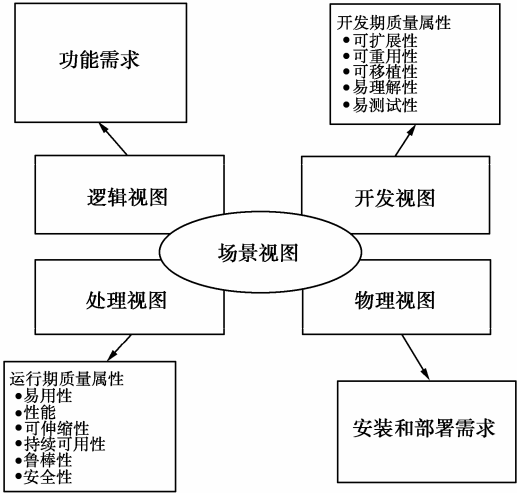 功能需求
开发期质量属性
●可扩展性
●可重用性
●可移植性
●易理解性
●易测试性
逻辑视图
开发视图
场景视图
处理视图
物理视图
运行期质量属性
●易用性
●性能
●可伸缩性
●持续可用性
●鲁棒性
●安全性
安装和部署需求